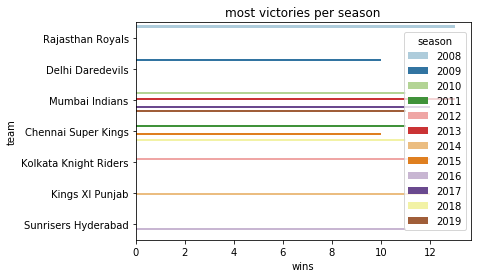 most victories per season
team
Rajasthan Royals
Delhi Daredevils
Mumbai Indians
Chennai Super Kings
Kolkata Knight Riders
Kings XI Punjab
Sunrisers Hyderabad
season
2008
2009
2010
2011
2012
2013
2014
2015
2016
2017
2018
2019
0 2 4 6 8 10 12
wins